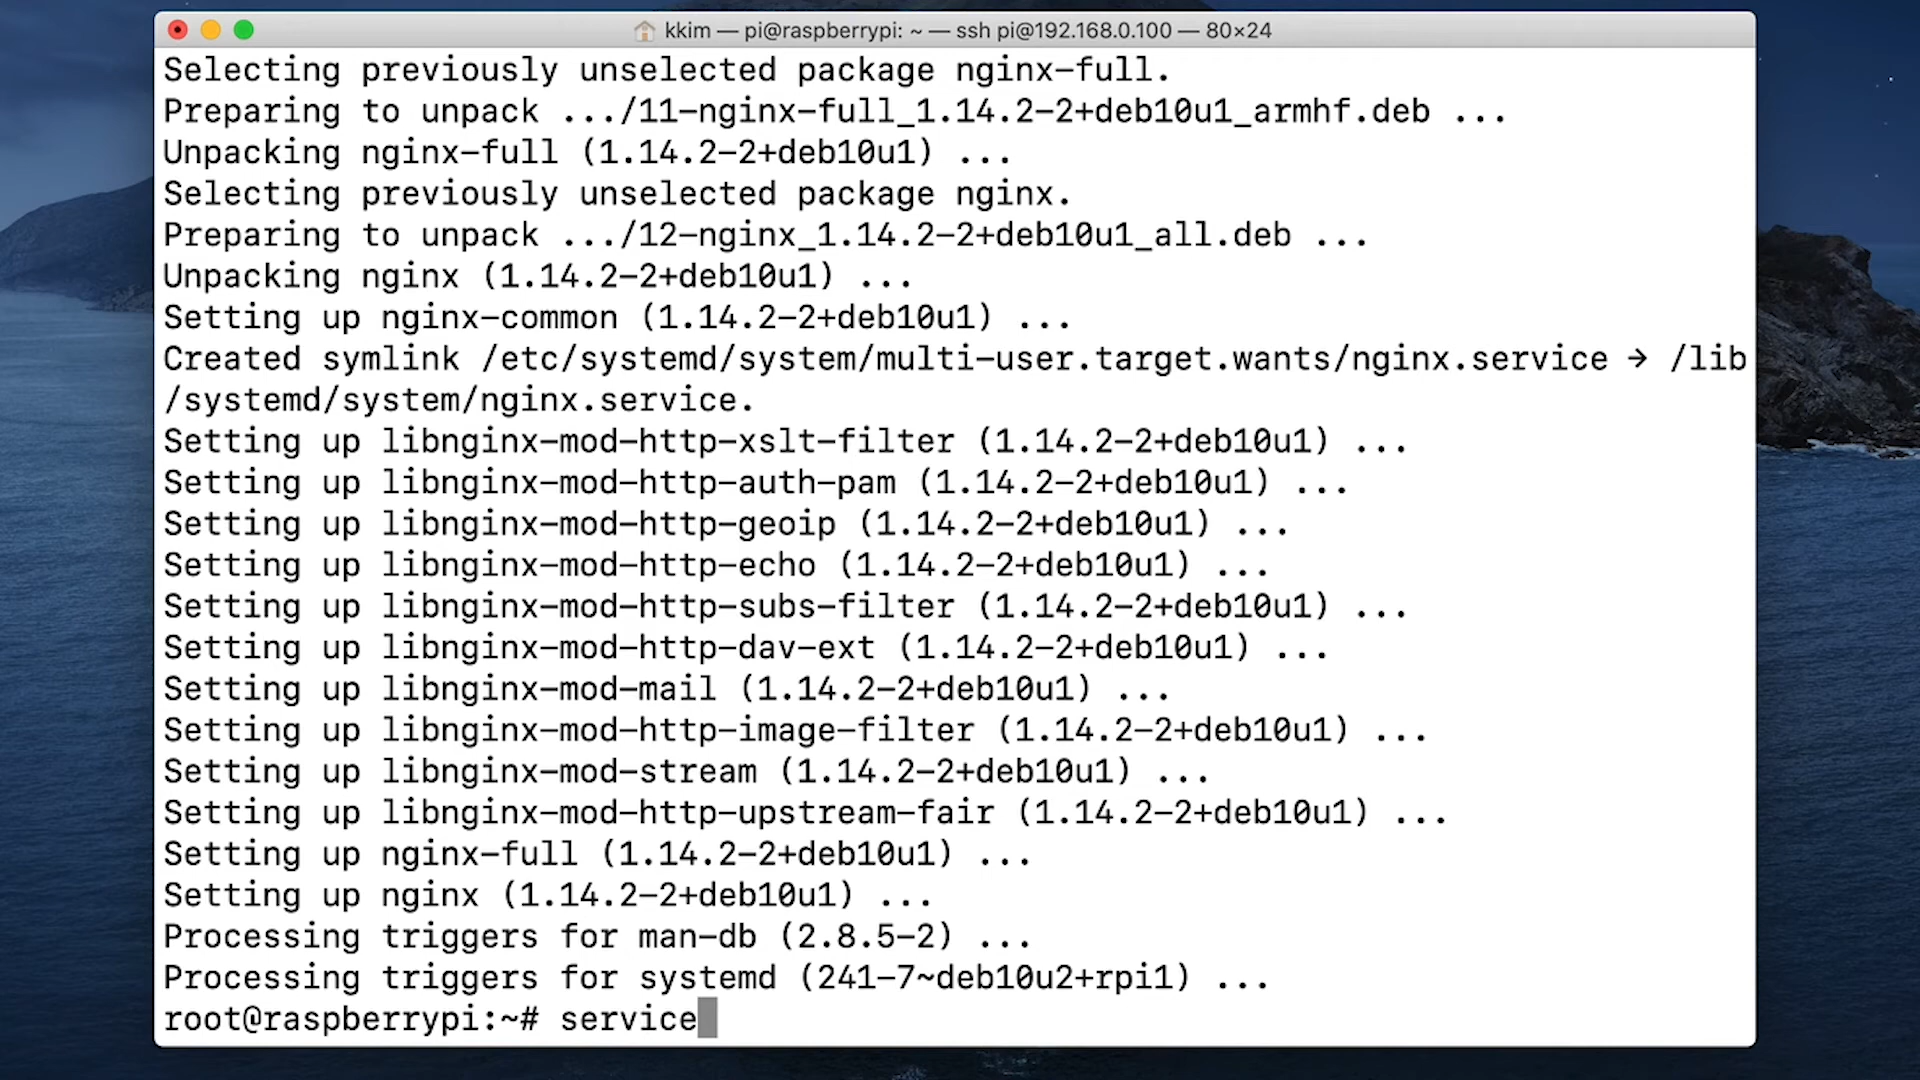 kkim — pi@raspberrypi: ~ — ssh pi@192.168.0.100 — 80×24
Selecting previously unselected package nginx-full.
Preparing to unpack .../11-nginx-full_1.14.2-2+deb10u1_armhf.deb ...
Unpacking nginx-full (1.14.2-2+deb10u1) ...
Selecting previously unselected package nginx.
Preparing to unpack .../12-nginx_1.14.2-2+deb10u1_all.deb ...
Unpacking nginx (1.14.2-2+deb10u1) ...
Setting up nginx-common (1.14.2-2+deb10u1) ...
Created symlink /etc/systemd/system/multi-user.target.wants/nginx.service → /lib
/systemd/system/nginx.service.
Setting up libnginx-mod-http-xslt-filter (1.14.2-2+deb10u1) ...
Setting up libnginx-mod-http-auth-pam (1.14.2-2+deb10u1) ...
Setting up libnginx-mod-http-geoip (1.14.2-2+deb10u1) ...
Setting up libnginx-mod-http-echo (1.14.2-2+deb10u1) ...
Setting up libnginx-mod-http-subs-filter (1.14.2-2+deb10u1) ...
Setting up libnginx-mod-http-dav-ext (1.14.2-2+deb10u1) ...
Setting up libnginx-mod-mail (1.14.2-2+deb10u1) ...
Setting up libnginx-mod-http-image-filter (1.14.2-2+deb10u1) ...
Setting up libnginx-mod-stream (1.14.2-2+deb10u1) ...
Setting up libnginx-mod-http-upstream-fair (1.14.2-2+deb10u1) ...
Setting up nginx-full (1.14.2-2+deb10u1) ...
Setting up nginx (1.14.2-2+deb10u1) ...
Processing triggers for man-db (2.8.5-2) ...
Processing triggers for systemd (241-7~deb10u2+rpi1) ...
root@raspberrypi:~# service